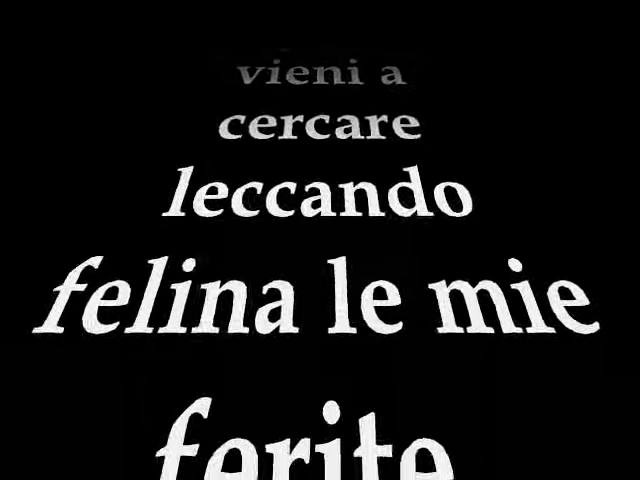 vieni a
cercare
leccando
felina le mie
ferite